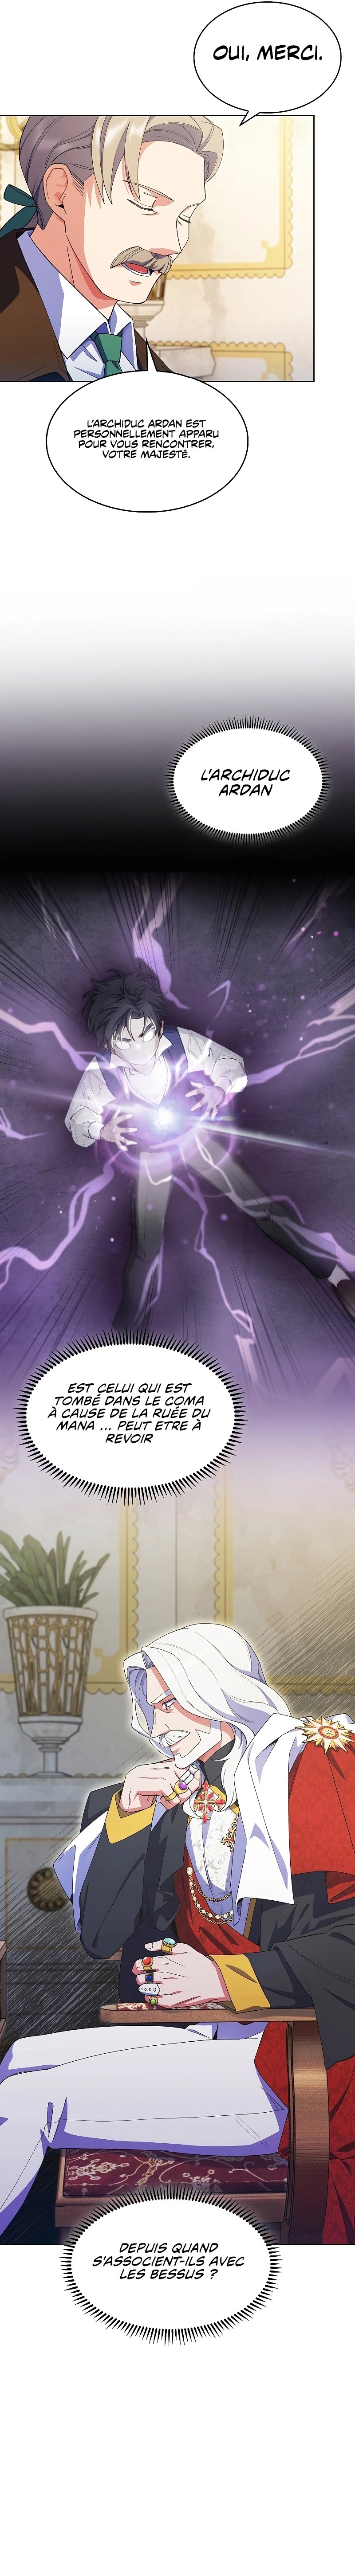 OUI, MERCI.
L'ARCHIDUC ARDAN EST
PERSONNELLEMENT APPARU
POUR VOUS RENCONTRER,
VOTRE MAJESTÉ.
L'ARCHIDUC
ARDAN
EST CELUI QUI EST
TOMBÉ DANS LE COMA
À CAUSE DE LA RUÉE DU
MANA ... PEUT ETRE À
REVOIR
DEPUIS QUAND
S'ASSOCIENT-ILS AVEC
LES BESSUS ?